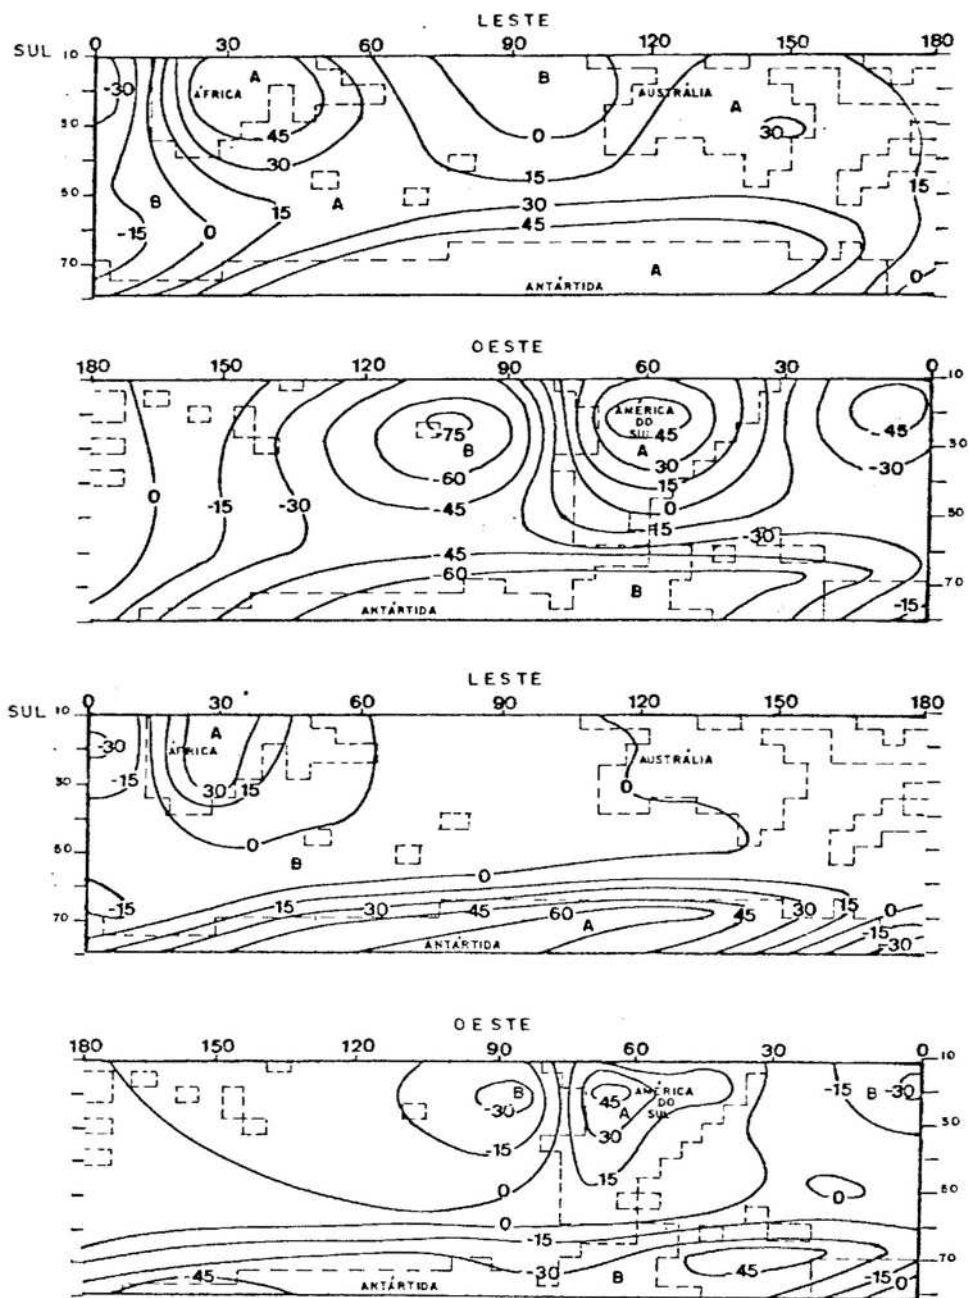 LESTE
SUL 0 30 60 90 120 150 180
10
A B
-30 ÁFRICA AUSTRÁLIA A
30 45 0 30
30
15 15
50 B 15 A 30
-15 0 45
70 A 0
ANTÁRTIDA
OESTE
180 150 120 90 60 30 0
10
AMÉRICA
DO
-75 SUL 45 -45
B A 30 30
-60 15 -30
0 -15 -30 -45 0
-15 50
-45 -30
-60 70
B -15
ANTÁRTIDA
LESTE
SUL 0 30 60 90 120 150 180
10
A
-30 ÁFRICA AUSTRÁLIA
-15
30 30 15 0
0
50 B
0
-15 15 15 0
70 30 45 60 45 30 -15
A -30
ANTÁRTIDA
OESTE
180 150 120 90 60 30 0
10
B 45 AMÉRICA -15 B -30
-30 A DO
SUL
30 30
-15
15
0 0 50
0
-15
-30 70
-45 B 45 -15 0
ANTÁRTIDA